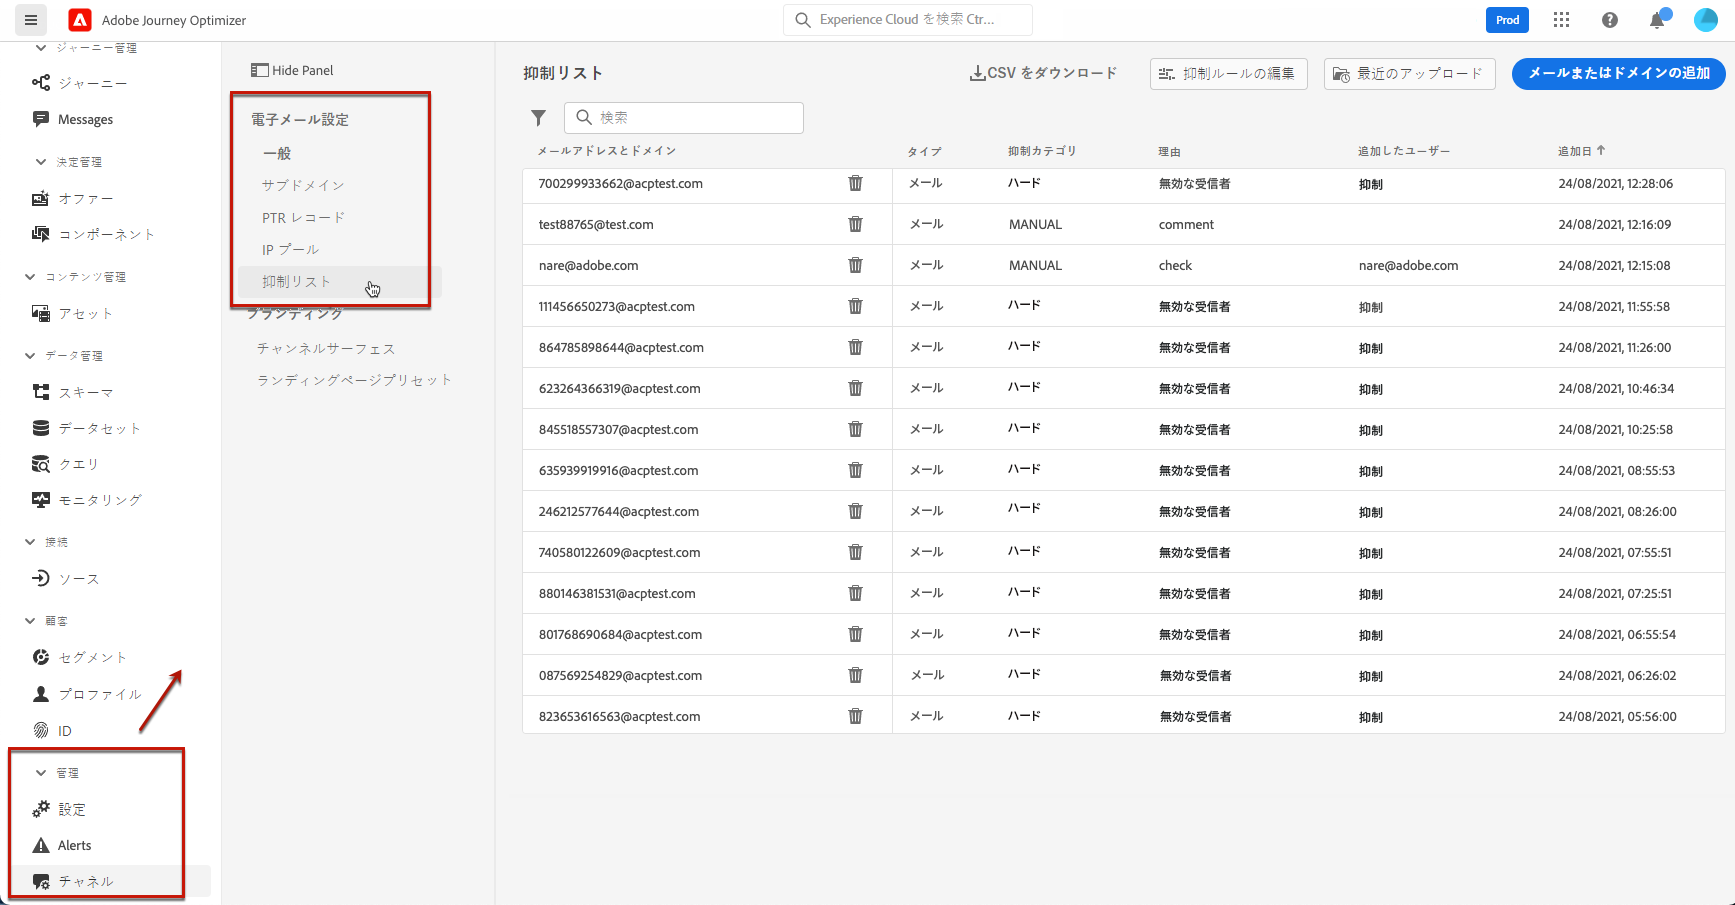 Adobe Journey Optimizer
Experience Cloud を検索 Ctr...
Prod
ジャーニー管理
ジャーニー
Messages
決定管理
オファー
コンポーネント
コンテンツ管理
アセット
データ管理
スキーマ
データセット
クエリ
モニタリング
接続
ソース
顧客
セグメント
プロファイル
ID
管理
設定
Alerts
チャネル
Hide Panel
電子メール設定
一般
サブドメイン
PTR レコード
IP プール
抑制リスト
ブランディング
チャンネルサーフェス
ランディングページプリセット
抑制リスト
CSV をダウンロード
抑制ルールの編集
最近のアップロード
メールまたはドメインの追加
検索
メールアドレスとドメイン タイプ 抑制カテゴリ 理由 追加したユーザー 追加日
700299933662@acptest.com メール ハード 無効な受信者 抑制 24/08/2021, 12:28:06
test88765@test.com メール MANUAL comment 24/08/2021, 12:16:09
nare@adobe.com メール MANUAL check nare@adobe.com 24/08/2021, 12:15:08
111456650273@acptest.com メール ハード 無効な受信者 抑制 24/08/2021, 11:55:58
864785898644@acptest.com メール ハード 無効な受信者 抑制 24/08/2021, 11:26:00
623264366319@acptest.com メール ハード 無効な受信者 抑制 24/08/2021, 10:46:34
845518557307@acptest.com メール ハード 無効な受信者 抑制 24/08/2021, 10:25:58
635939919916@acptest.com メール ハード 無効な受信者 抑制 24/08/2021, 08:55:53
246212577644@acptest.com メール ハード 無効な受信者 抑制 24/08/2021, 08:26:00
740580122609@acptest.com メール ハード 無効な受信者 抑制 24/08/2021, 07:55:51
880146381531@acptest.com メール ハード 無効な受信者 抑制 24/08/2021, 07:25:51
801768690684@acptest.com メール ハード 無効な受信者 抑制 24/08/2021, 06:55:54
087569254829@acptest.com メール ハード 無効な受信者 抑制 24/08/2021, 06:26:02
823653616563@acptest.com メール ハード 無効な受信者 抑制 24/08/2021, 05:56:00